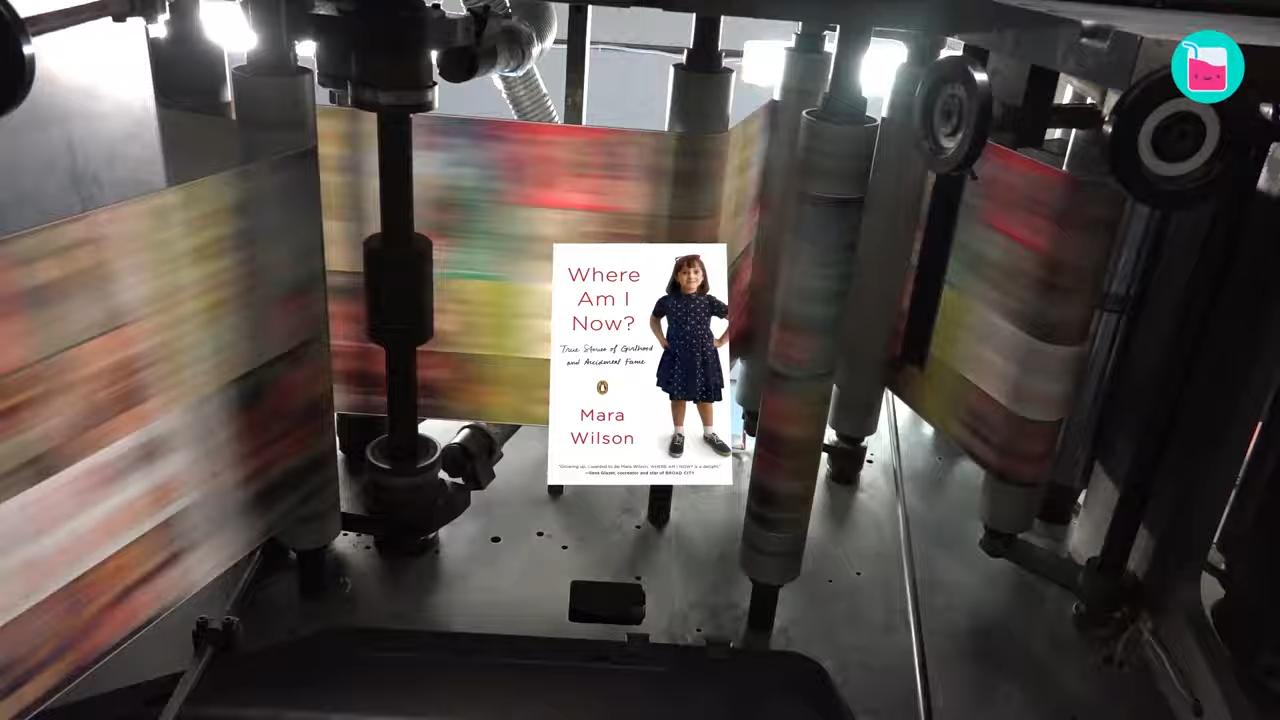 Where
Am I
Now?
True Stories of Girlhood
and Accidental Fame
Mara
Wilson
"Growing up, I wanted to be Mara Wilson. WHERE AM I NOW? is a delight."
—Ilana Glazer, cocreator and star of BROAD CITY